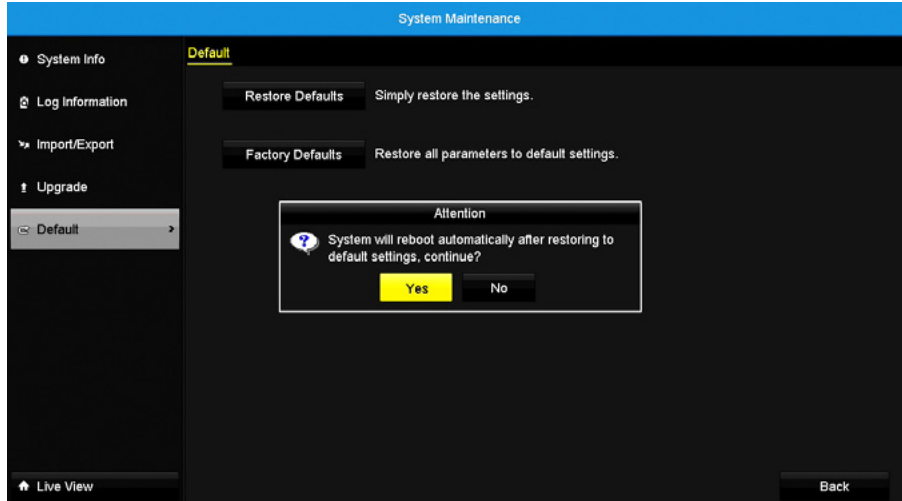 System Maintenance
System Info
Log Information
Import/Export
Upgrade
Default
Live View
Default
Restore Defaults Simply restore the settings.
Factory Defaults Restore all parameters to default settings.
Attention
System will reboot automatically after restoring to
default settings, continue?
Yes No
Back